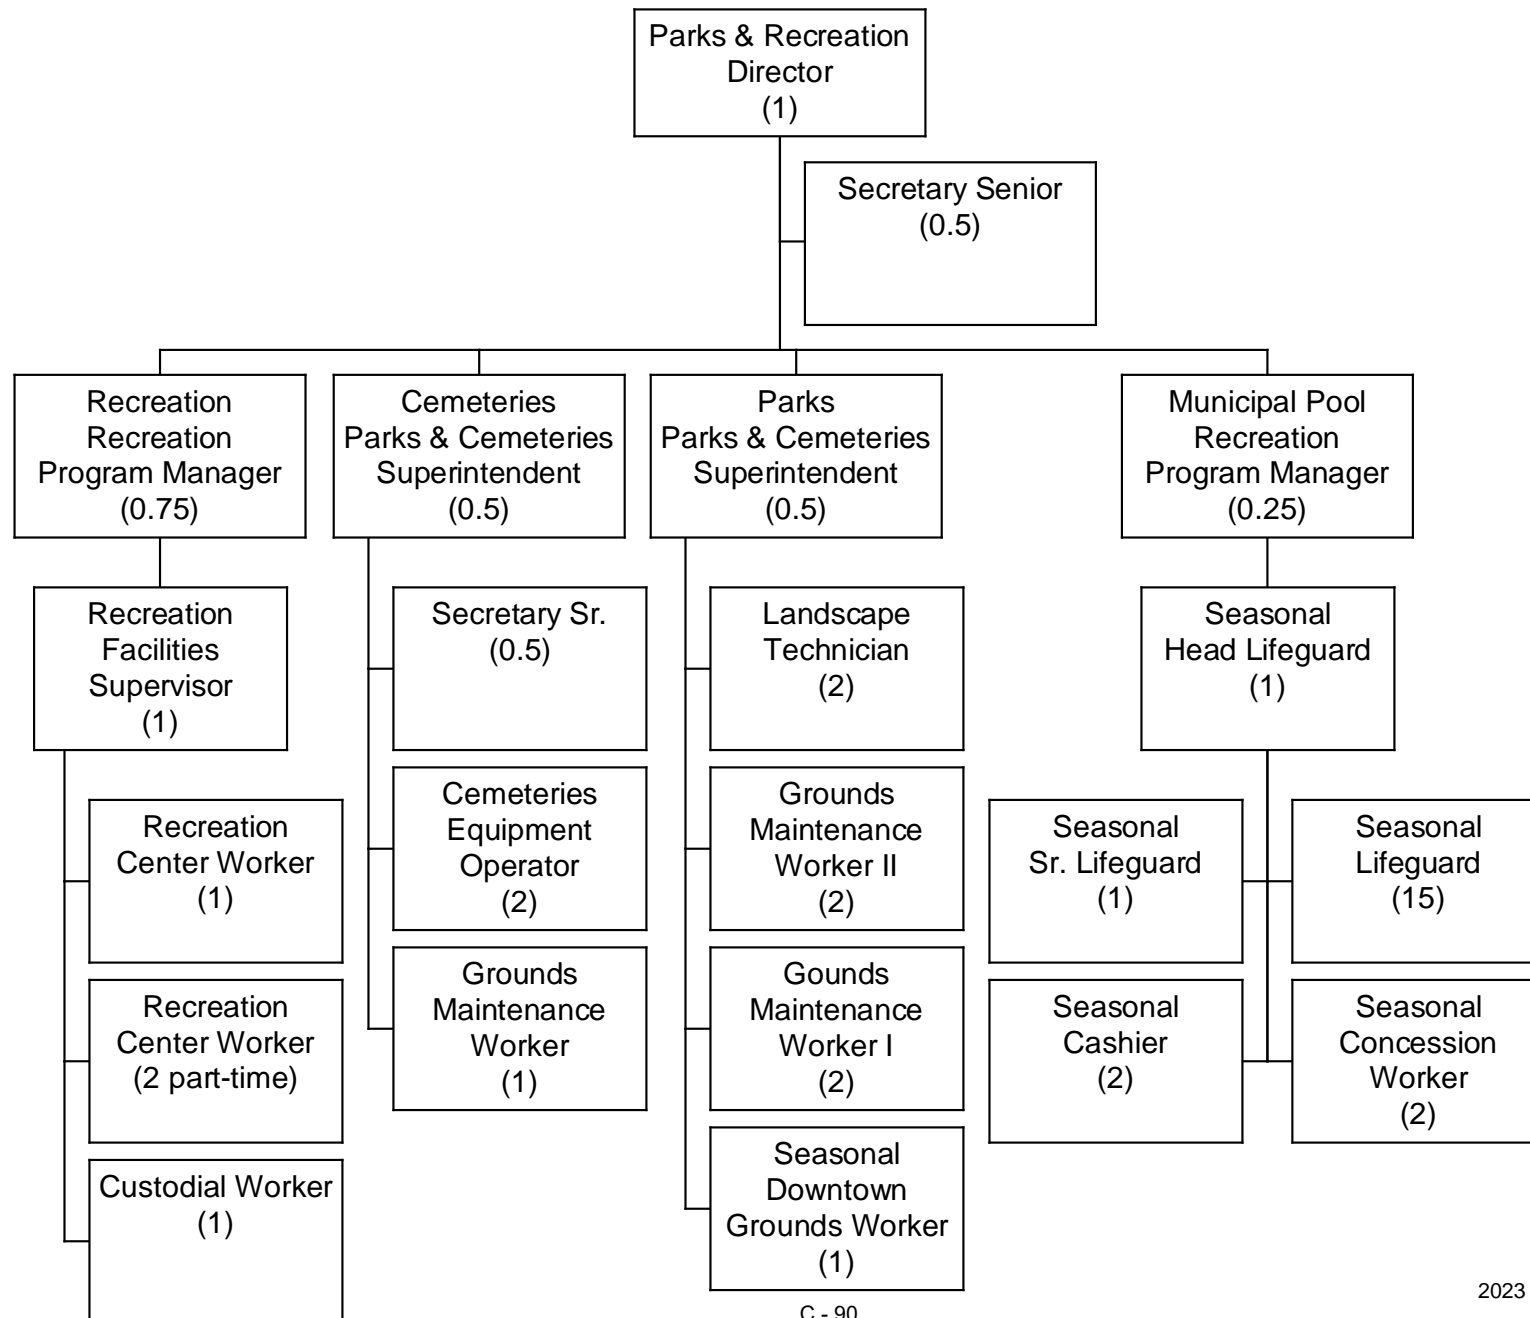 Parks & Recreation
Director
(1)
Secretary Senior
(0.5)
Recreation
Recreation
Program Manager
(0.75)
Cemeteries
Parks & Cemeteries
Superintendent
(0.5)
Parks
Parks & Cemeteries
Superintendent
(0.5)
Municipal Pool
Recreation
Program Manager
(0.25)
Recreation
Facilities
Supervisor
(1)
Secretary Sr.
(0.5)
Landscape
Technician
(2)
Seasonal
Head Lifeguard
(1)
Recreation
Center Worker
(1)
Cemeteries
Equipment
Operator
(2)
Grounds
Maintenance
Worker II
(2)
Seasonal
Sr. Lifeguard
(1)
Seasonal
Lifeguard
(15)
Recreation
Center Worker
(2 part-time)
Grounds
Maintenance
Worker
(1)
Gounds
Maintenance
Worker I
(2)
Seasonal
Cashier
(2)
Seasonal
Concession
Worker
(2)
Custodial Worker
(1)
Seasonal
Downtown
Grounds Worker
(1)
2023
C - 90